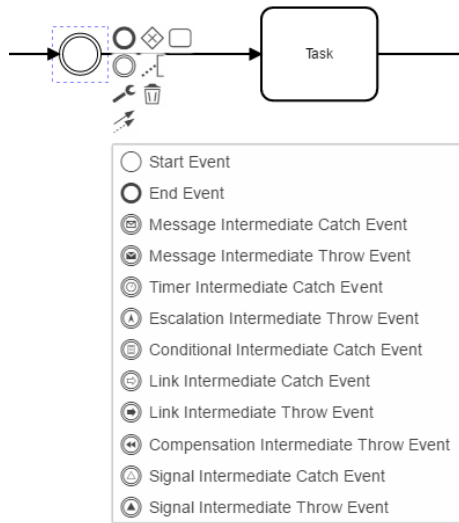 Task
Start Event
End Event
Message Intermediate Catch Event
Message Intermediate Throw Event
Timer Intermediate Catch Event
Escalation Intermediate Throw Event
Conditional Intermediate Catch Event
Link Intermediate Catch Event
Link Intermediate Throw Event
Compensation Intermediate Throw Event
Signal Intermediate Catch Event
Signal Intermediate Throw Event